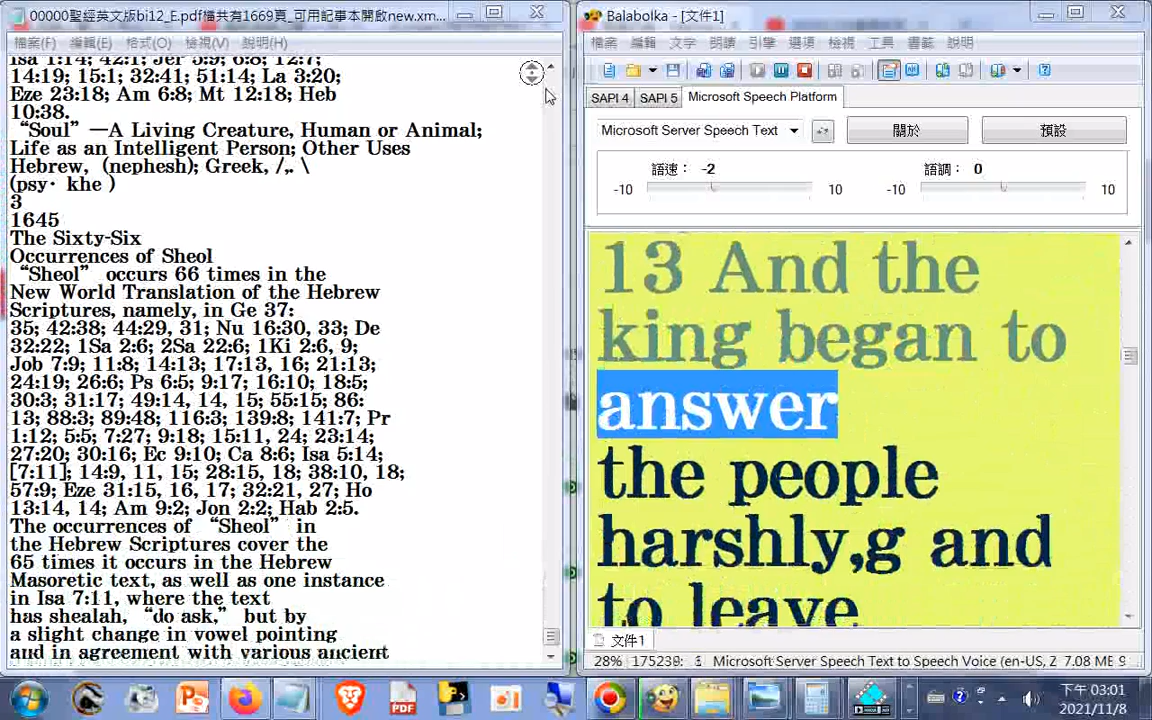 00000聖經英文版bi12_E.pdf檔共有1669頁_可用記事本開啟new.xm...
檔案(F) 編輯(E) 格式(O) 檢視(V) 說明(H)
Isa 1:14; 42:1; Jer 5:9; 6:8; 12:7;
14:19; 15:1; 32:41; 51:14; La 3:20;
Eze 23:18; Am 6:8; Mt 12:18; Heb
10:38.
“Soul” —A Living Creature, Human or Animal;
Life as an Intelligent Person; Other Uses
Hebrew, (nephesh); Greek, /,. \
(psy· khe )
3
1645
The Sixty-Six
Occurrences of Sheol
“Sheol” occurs 66 times in the
New World Translation of the Hebrew
Scriptures, namely, in Ge 37:
35; 42:38; 44:29, 31; Nu 16:30, 33; De
32:22; 1Sa 2:6; 2Sa 22:6; 1Ki 2:6, 9;
Job 7:9; 11:8; 14:13; 17:13, 16; 21:13;
24:19; 26:6; Ps 6:5; 9:17; 16:10; 18:5;
30:3; 31:17; 49:14, 14, 15; 55:15; 86:
13; 88:3; 89:48; 116:3; 139:8; 141:7; Pr
1:12; 5:5; 7:27; 9:18; 15:11, 24; 23:14;
27:20; 30:16; Ec 9:10; Ca 8:6; Isa 5:14;
[7:11]; 14:9, 11, 15; 28:15, 18; 38:10, 18;
57:9; Eze 31:15, 16, 17; 32:21, 27; Ho
13:14, 14; Am 9:2; Jon 2:2; Hab 2:5.
The occurrences of “Sheol” in
the Hebrew Scriptures cover the
65 times it occurs in the Hebrew
Masoretic text, as well as one instance
in Isa 7:11, where the text
has shealah, “do ask,” but by
a slight change in vowel pointing
and in agreement with various ancient
Balabolka - [文件1]
檔案 編輯 文字 朗讀 引擎 選項 檢視 工具 書籤 說明
SAPI 4 SAPI 5 Microsoft Speech Platform
Microsoft Server Speech Text 關於 預設
語速： -2 語調： 0
-10 10 -10 10
13 And the
king began to
answer
the people
harshly,g and
to leave
文件1
28% 175239: 1 Microsoft Server Speech Text to Speech Voice (en-US, Z 7.08 MB 9
下午 03:01
2021/11/8